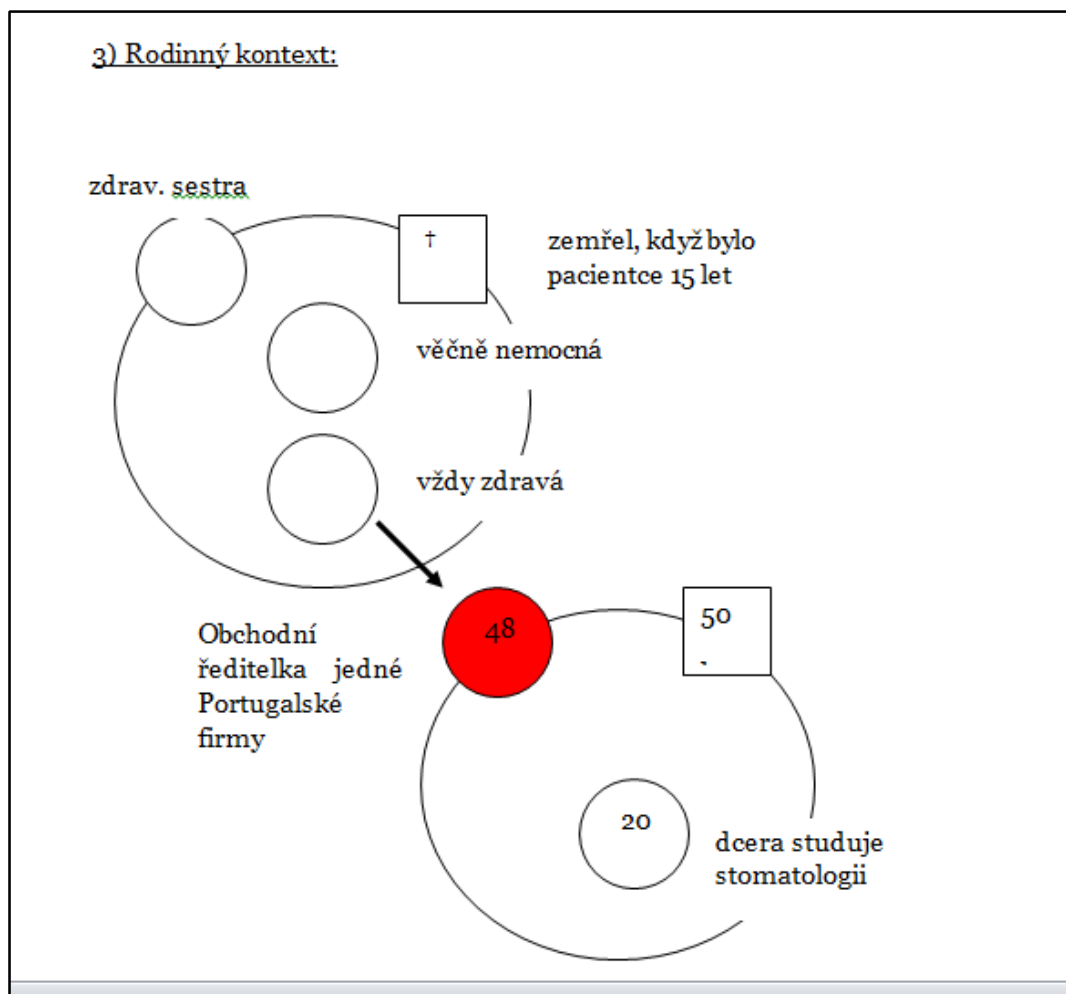 3) Rodinný kontext:
zdrav. sestra
†
zemřel, když bylo
pacientce 15 let
věčně nemocná
vždy zdravá
Obchodní
ředitelka jedné
Portugalské
firmy
48
50
20
dcera studuje
stomatologii